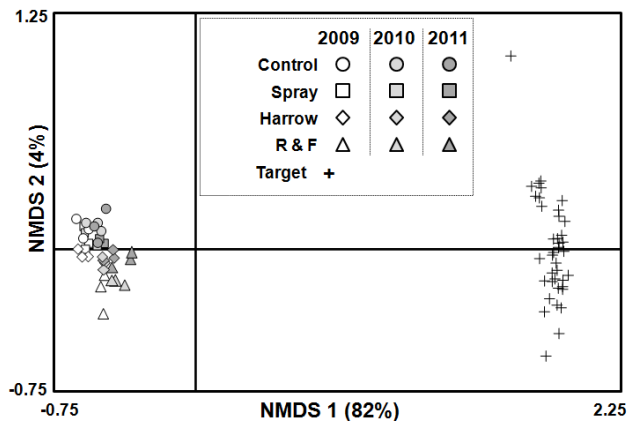 1.25
2009 2010 2011
Control
Spray
Harrow
R & F
Target +
NMDS 2 (4%)
-0.75
-0.75
NMDS 1 (82%)
2.25